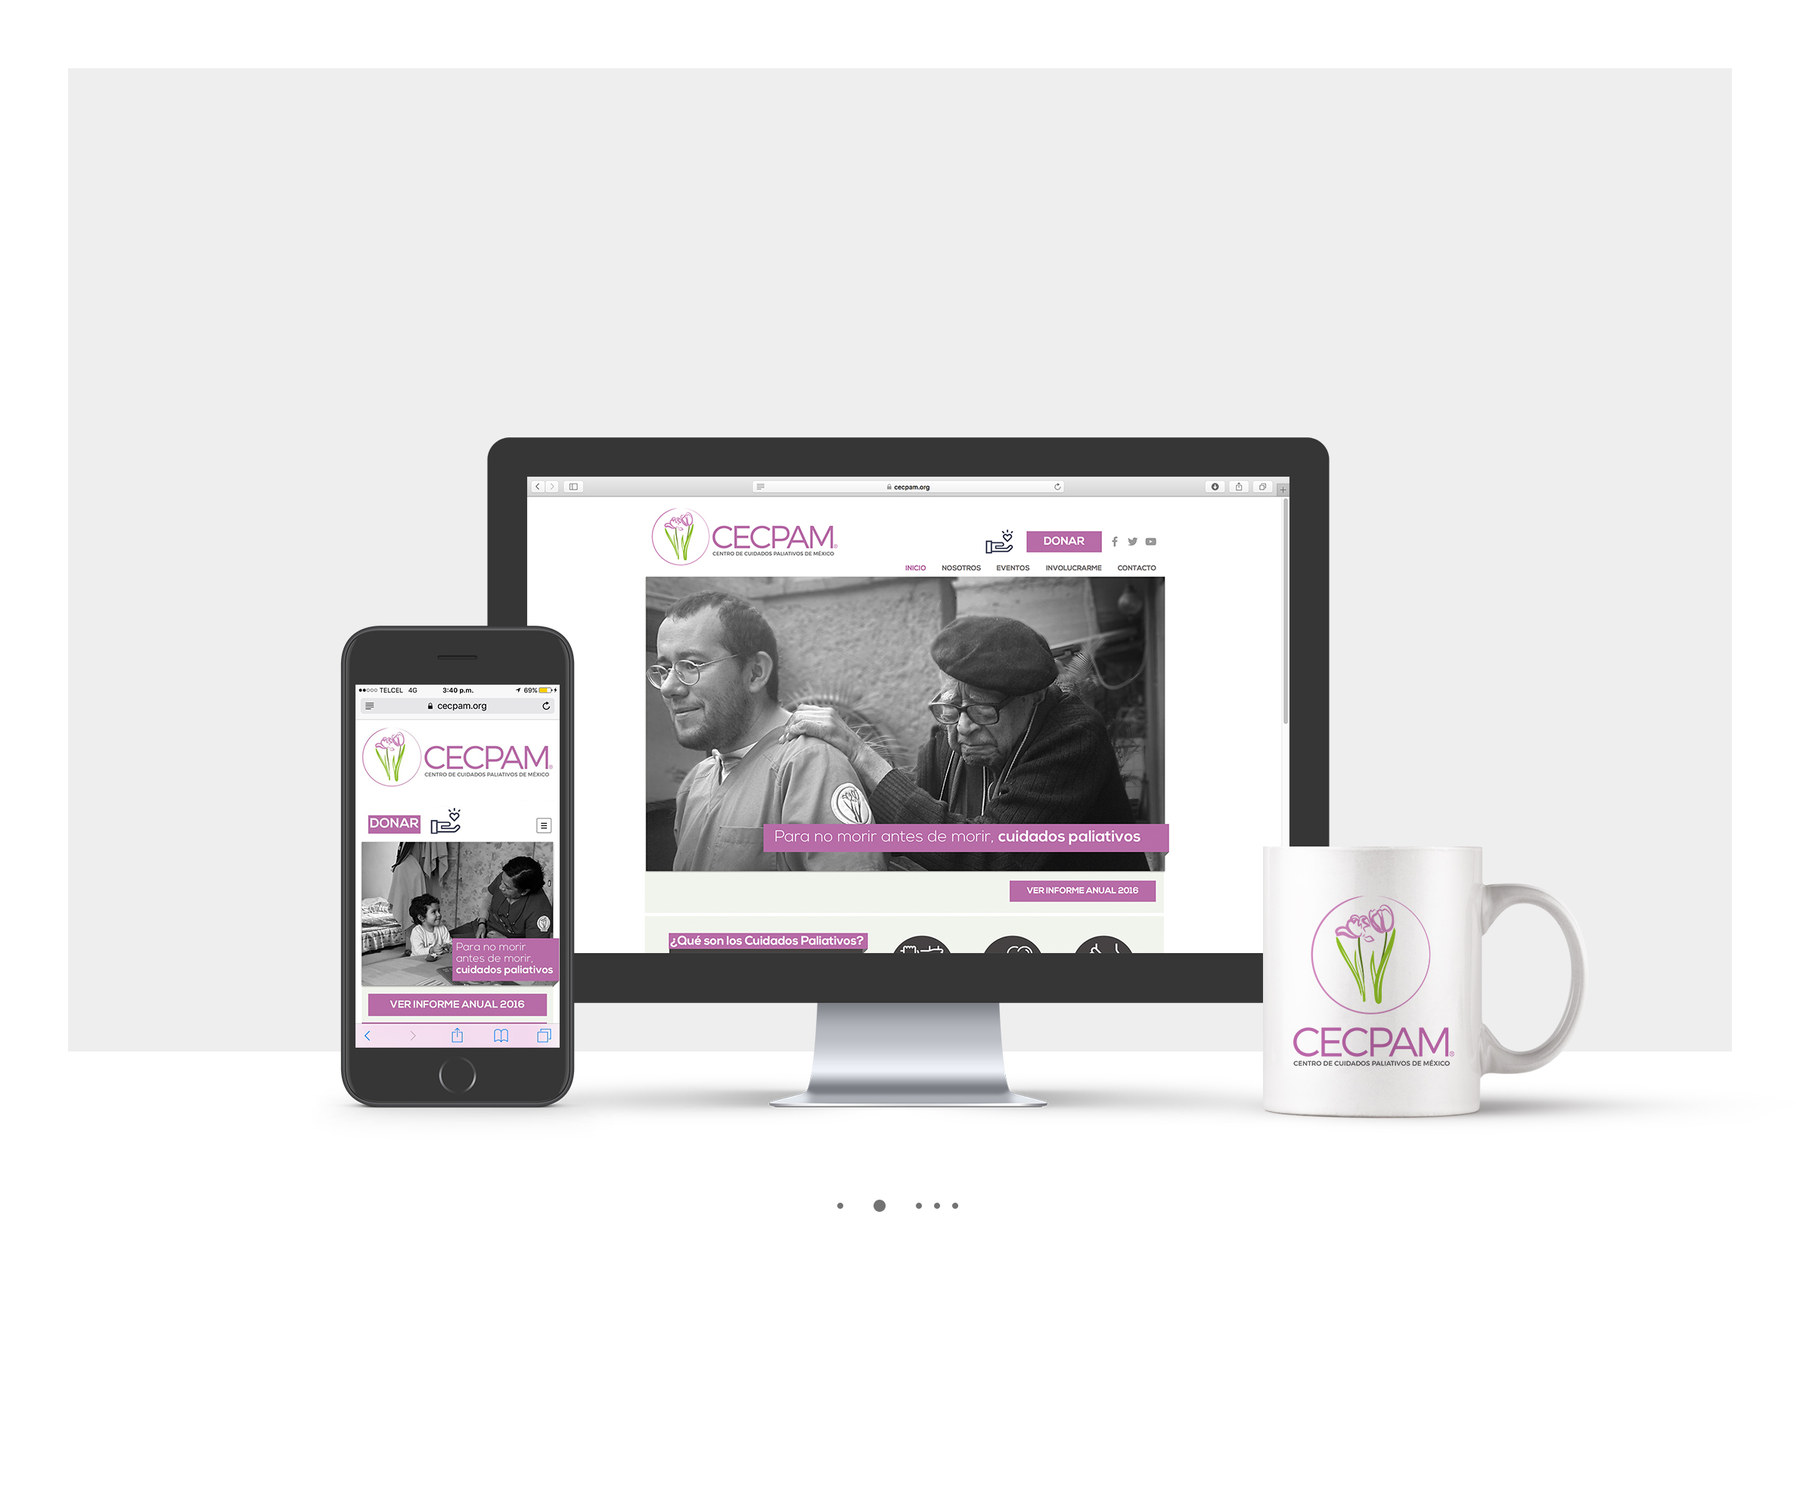 cecpam.org
CECPAM®
CENTRO DE CUIDADOS PALIATIVOS DE MÉXICO
DONAR
INICIO NOSOTROS EVENTOS INVOLUCRARME CONTACTO
Para no morir antes de morir, cuidados paliativos
VER INFORME ANUAL 2016
¿Qué son los Cuidados Paliativos?
TELCEL 4G 3:40 p.m. 69%
cecpam.org
CECPAM®
CENTRO DE CUIDADOS PALIATIVOS DE MÉXICO
DONAR
Para no morir
antes de morir,
cuidados paliativos
VER INFORME ANUAL 2016
CECPAM®
CENTRO DE CUIDADOS PALIATIVOS DE MÉXICO